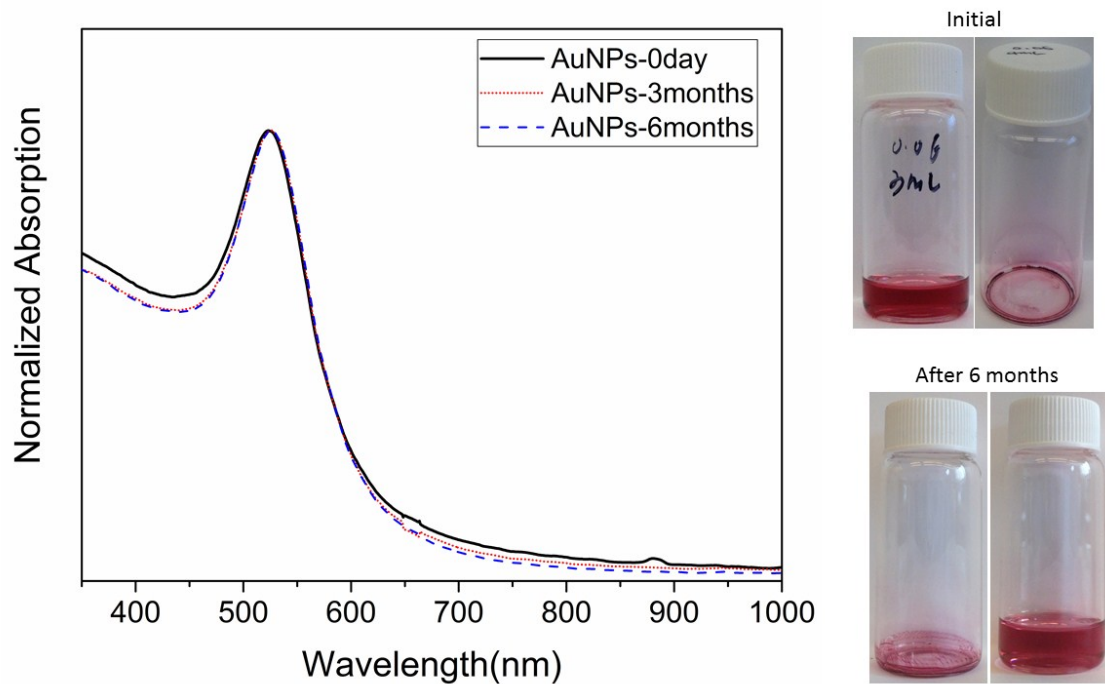 Normalized Absorption
AuNPs-0day
AuNPs-3months
AuNPs-6months
400 500 600 700 800 900 1000
Wavelength(nm)
Initial
0.06
3mL
After 6 months